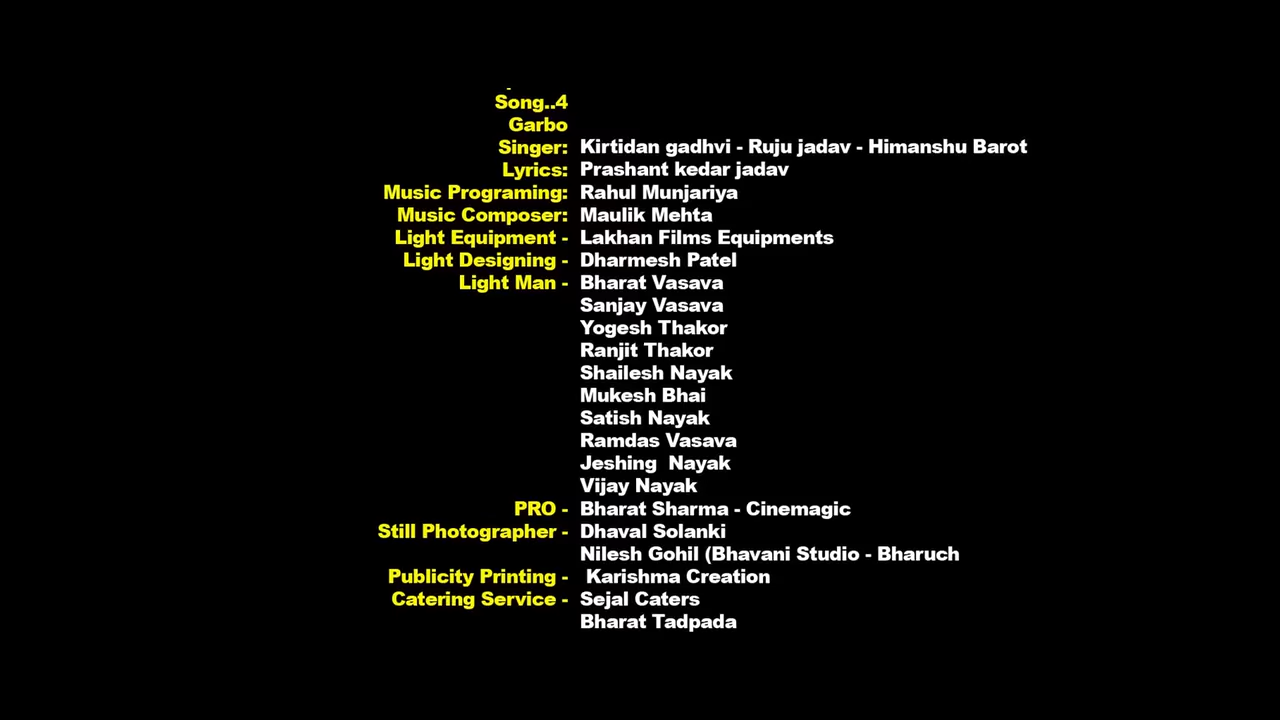 Song..4
Garbo
Singer: Kirtidan gadhvi - Ruju jadav - Himanshu Barot
Lyrics: Prashant kedar jadav
Music Programing: Rahul Munjariya
Music Composer: Maulik Mehta
Light Equipment - Lakhan Films Equipments
Light Designing - Dharmesh Patel
Light Man - Bharat Vasava
Sanjay Vasava
Yogesh Thakor
Ranjit Thakor
Shailesh Nayak
Mukesh Bhai
Satish Nayak
Ramdas Vasava
Jeshing  Nayak
Vijay Nayak
PRO - Bharat Sharma - Cinemagic
Still Photographer - Dhaval Solanki
Nilesh Gohil (Bhavani Studio - Bharuch
Publicity Printing - Karishma Creation
Catering Service - Sejal Caters
Bharat Tadpada